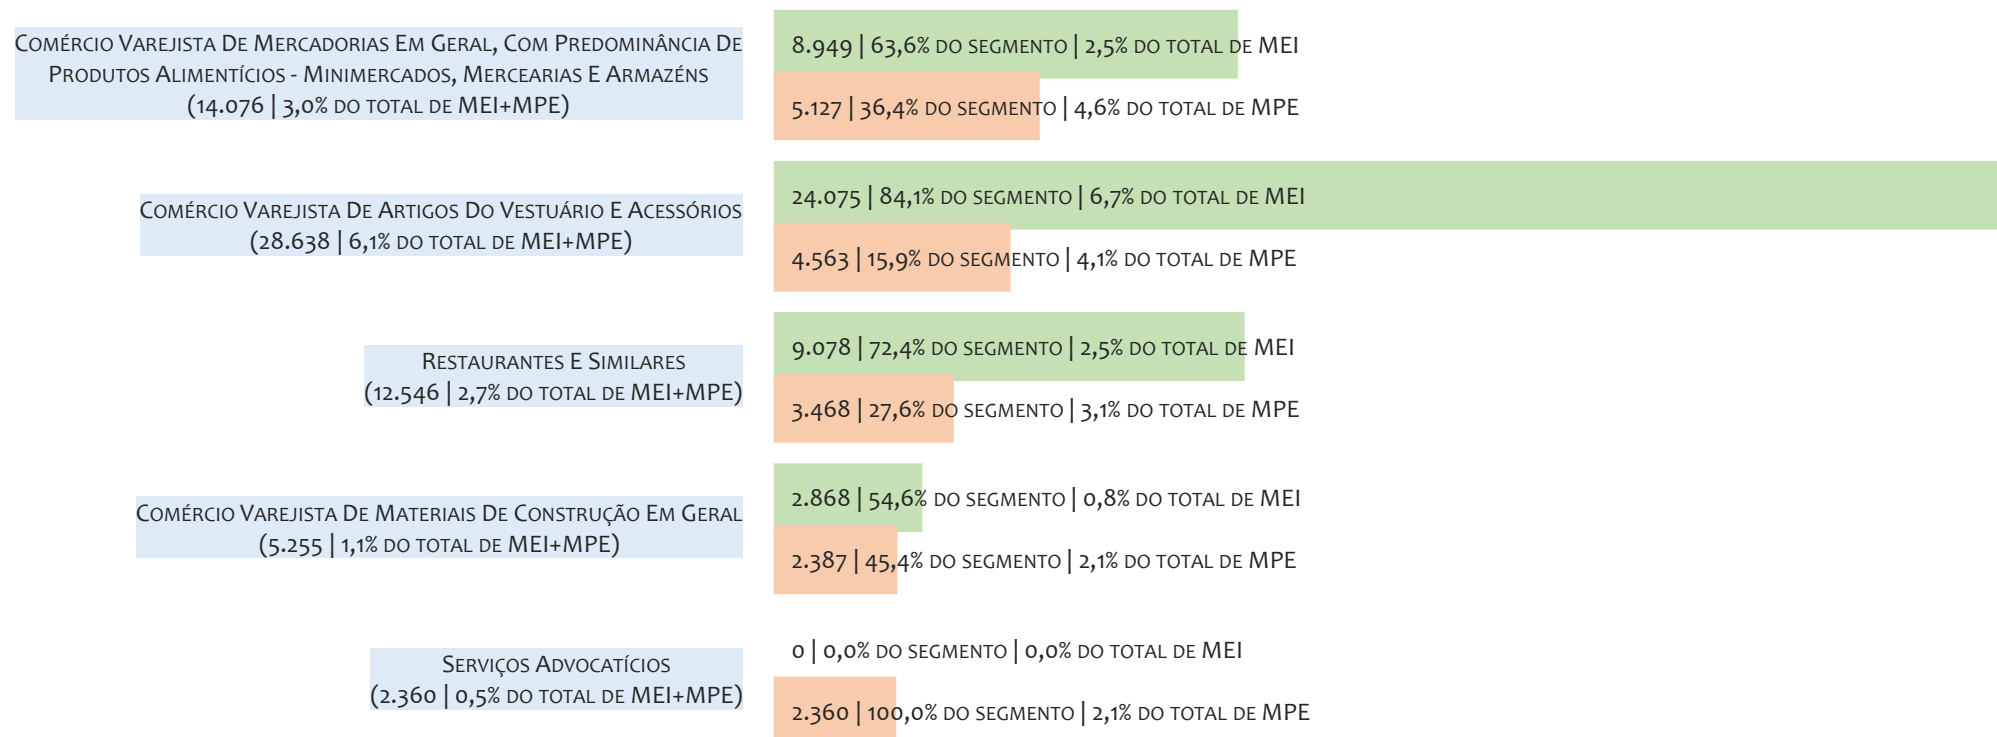 Comércio Varejista De Mercadorias Em Geral, Com Predominância De
Produtos Alimentícios - Minimercados, Mercearias E Armazéns
(14.076 | 3,0% do total de MEI+MPE)
8.949 | 63,6% do segmento | 2,5% do total de MEI
5.127 | 36,4% do segmento | 4,6% do total de MPE
Comércio Varejista De Artigos Do Vestuário E Acessórios
(28.638 | 6,1% do total de MEI+MPE)
24.075 | 84,1% do segmento | 6,7% do total de MEI
4.563 | 15,9% do segmento | 4,1% do total de MPE
Restaurantes E Similares
(12.546 | 2,7% do total de MEI+MPE)
9.078 | 72,4% do segmento | 2,5% do total de MEI
3.468 | 27,6% do segmento | 3,1% do total de MPE
Comércio Varejista De Materiais De Construção Em Geral
(5.255 | 1,1% do total de MEI+MPE)
2.868 | 54,6% do segmento | 0,8% do total de MEI
2.387 | 45,4% do segmento | 2,1% do total de MPE
Serviços Advocatícios
(2.360 | 0,5% do total de MEI+MPE)
0 | 0,0% do segmento | 0,0% do total de MEI
2.360 | 100,0% do segmento | 2,1% do total de MPE